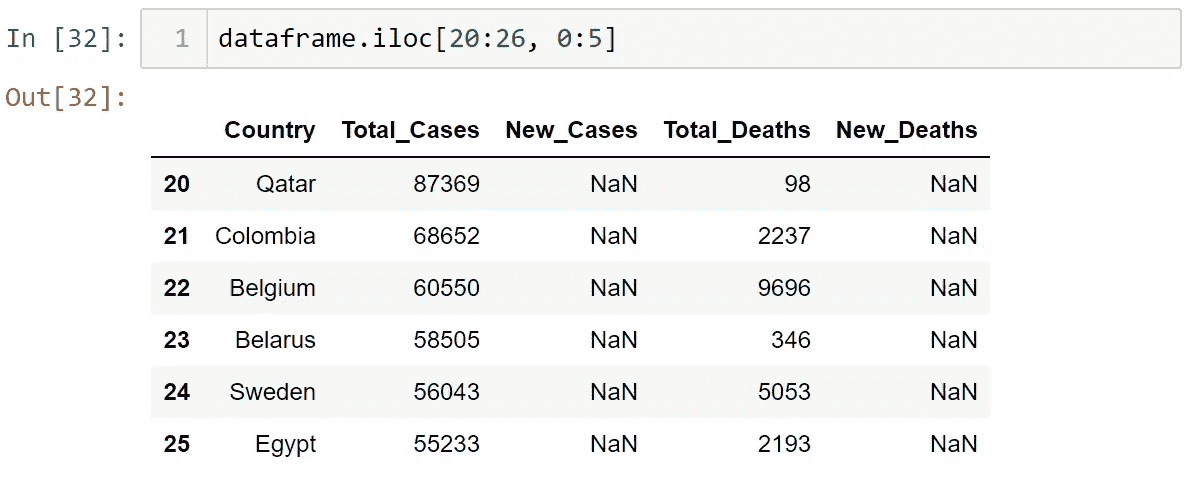 In [32]: 1 dataframe.iloc[20:26, 0:5]
Out[32]:
Country Total_Cases New_Cases Total_Deaths New_Deaths
20 Qatar 87369 NaN 98 NaN
21 Colombia 68652 NaN 2237 NaN
22 Belgium 60550 NaN 9696 NaN
23 Belarus 58505 NaN 346 NaN
24 Sweden 56043 NaN 5053 NaN
25 Egypt 55233 NaN 2193 NaN